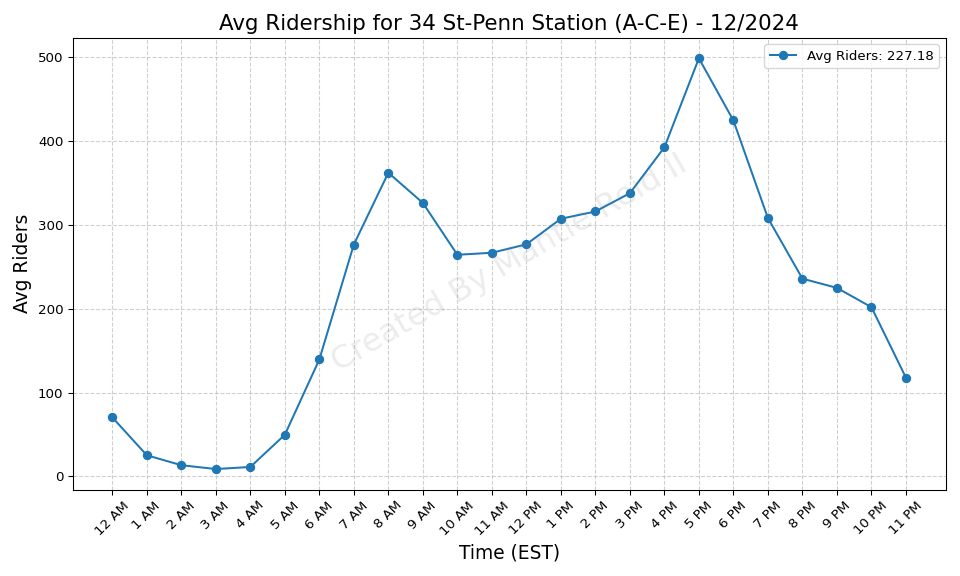 Avg Ridership for 34 St-Penn Station (A-C-E) - 12/2024
Avg Riders: 227.18
500
400
300
200
100
0
Avg Riders
Created By Mantie Reid II
12 AM
1 AM
2 AM
3 AM
4 AM
5 AM
6 AM
7 AM
8 AM
9 AM
10 AM
11 AM
12 PM
1 PM
2 PM
3 PM
4 PM
5 PM
6 PM
7 PM
8 PM
9 PM
10 PM
11 PM
Time (EST)